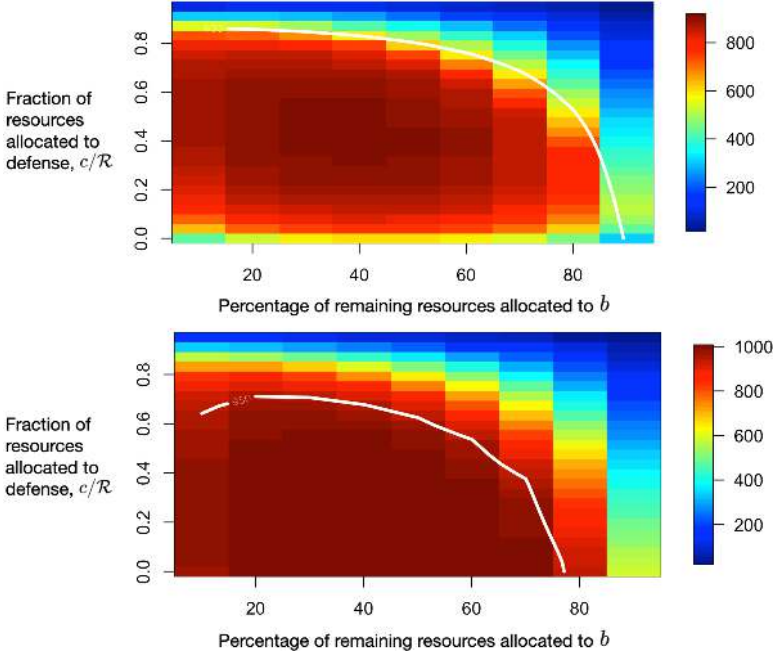 0.8
0.6
0.4
0.2
0.0
Fraction of
resources
allocated to
defense, c/R
800
600
400
200
20 40 60 80
Percentage of remaining resources allocated to b
0.8
0.6
0.4
0.2
0.0
Fraction of
resources
allocated to
defense, c/R
1000
800
600
400
200
20 40 60 80
Percentage of remaining resources allocated to b